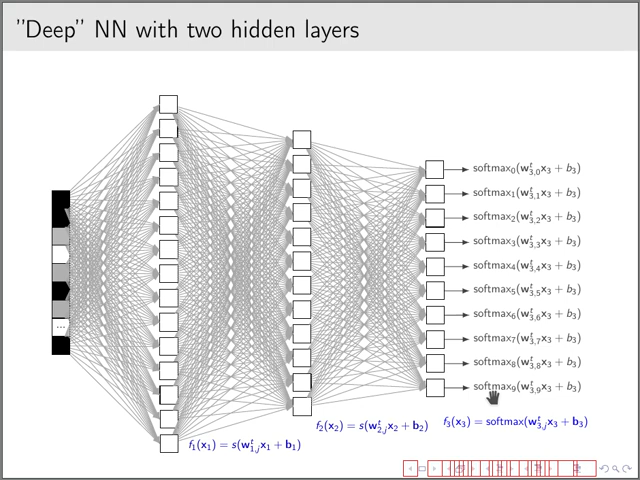 "Deep" NN with two hidden layers
softmax₀(wᵗ₃,₀x₃ + b₃)
softmax₁(wᵗ₃,₁x₃ + b₃)
softmax₂(wᵗ₃,₂x₃ + b₃)
softmax₃(wᵗ₃,₃x₃ + b₃)
softmax₄(wᵗ₃,₄x₃ + b₃)
softmax₅(wᵗ₃,₅x₃ + b₃)
softmax₆(wᵗ₃,₆x₃ + b₃)
...
softmax₇(wᵗ₃,₇x₃ + b₃)
softmax₈(wᵗ₃,₈x₃ + b₃)
softmax₉(wᵗ₃,₉x₃ + b₃)
f₁(x₁) = s(wᵗ₁,ⱼx₁ + b₁)
f₂(x₂) = s(wᵗ₂,ⱼx₂ + b₂)
f₃(x₃) = softmax(wᵗ₃,ⱼx₃ + b₃)